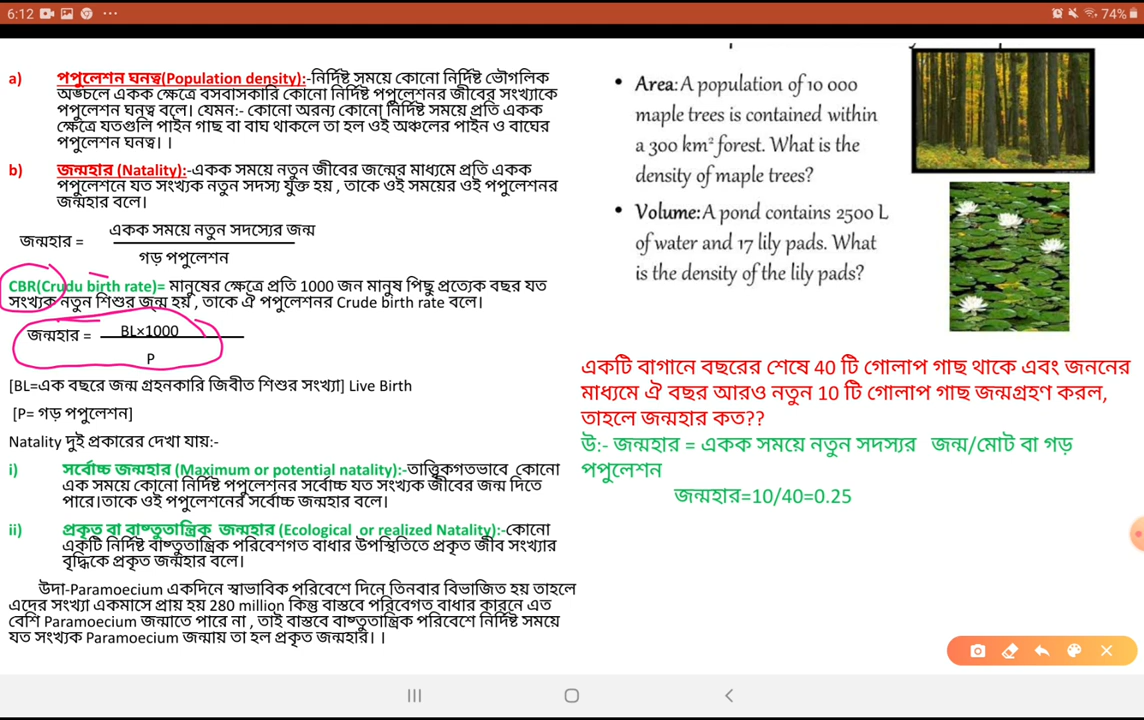 6:12
74%
a) পপুলেশন ঘনত্ব(Population density):-নির্দিষ্ট সময়ে কোনো নির্দিষ্ট ভৌগলিক
অঞ্চলে একক ক্ষেত্রে বসবাসকারি কোনো নির্দিষ্ট পপুলেশনর জীবের সংখ্যাকে
পপুলেশন ঘনত্ব বলে। যেমন:- কোনো অরন্য কোনো নির্দিষ্ট সময়ে প্রতি একক
ক্ষেত্রে যতগুলি পাইন গাছ বা বাঘ থাকলে তা হল ওই অঞ্চলের পাইন ও বাঘের
পপুলেশন ঘনত্ব। ।
b) জন্মহার (Natality):-একক সময়ে নতুন জীবের জন্মের মাধ্যমে প্রতি একক
পপুলেশনে যত সংখ্যক নতুন সদস্য যুক্ত হয় , তাকে ওই সময়ের ওই পপুলেশনর
জন্মহার বলে।
জন্মহার = একক সময়ে নতুন সদস্যের জন্ম
গড় পপুলেশন
CBR(Crudu birth rate)= মানুষের ক্ষেত্রে প্রতি 1000 জন মানুষ পিছু প্রত্যেক বছর যত
সংখ্যক নতুন শিশুর জন্ম হয় , তাকে ঐ পপুলেশনর Crude birth rate বলে।
জন্মহার = BL×1000
P
[BL=এক বছরে জন্ম গ্রহনকারি জিবীত শিশুর সংখ্যা] Live Birth
[P= গড় পপুলেশন]
Natality দুই প্রকারের দেখা যায়:-
i) সর্বোচ্চ জন্মহার (Maximum or potential natality):-তাত্ত্বিকগতভাবে কোনো
এক সময়ে কোনো নির্দিষ্ট পপুলেশনর সর্বোচ্চ যত সংখ্যক জীবের জন্ম দিতে
পারে।তাকে ওই পপুলেশনের সর্বোচ্চ জন্মহার বলে।
ii) প্রকৃত বা বাস্তুতান্ত্রিক জন্মহার (Ecological or realized Natality):-কোনো
একটি নির্দিষ্ট বাস্তুতান্ত্রিক পরিবেশগত বাধার উপস্থিতিতে প্রকৃত জীব সংখ্যার
বৃদ্ধিকে প্রকৃত জন্মহার বলে।
উদা-Paramoecium একদিনে স্বাভাবিক পরিবেশে দিনে তিনবার বিভাজিত হয় তাহলে
এদের সংখ্যা একমাসে প্রায় হয় 280 million কিন্তু বাস্তবে পরিবেগত বাধার কারনে এত
বেশি Paramoecium জন্মাতে পারে না , তাই বাস্তবে বাস্তুতান্ত্রিক পরিবেশে নির্দিষ্ট সময়ে
যত সংখ্যক Paramoecium জন্মায় তা হল প্রকৃত জন্মহার। ।
• Area: A population of 10 000
maple trees is contained within
a 300 km² forest. What is the
density of maple trees?
• Volume: A pond contains 2500 L
of water and 17 lily pads. What
is the density of the lily pads?
একটি বাগানে বছরের শেষে 40 টি গোলাপ গাছ থাকে এবং জননের
মাধ্যমে ঐ বছর আরও নতুন 10 টি গোলাপ গাছ জন্মগ্রহণ করল,
তাহলে জন্মহার কত??
উ:- জন্মহার = একক সময়ে নতুন সদস্যর জন্ম/মোট বা গড়
পপুলেশন
জন্মহার=10/40=0.25